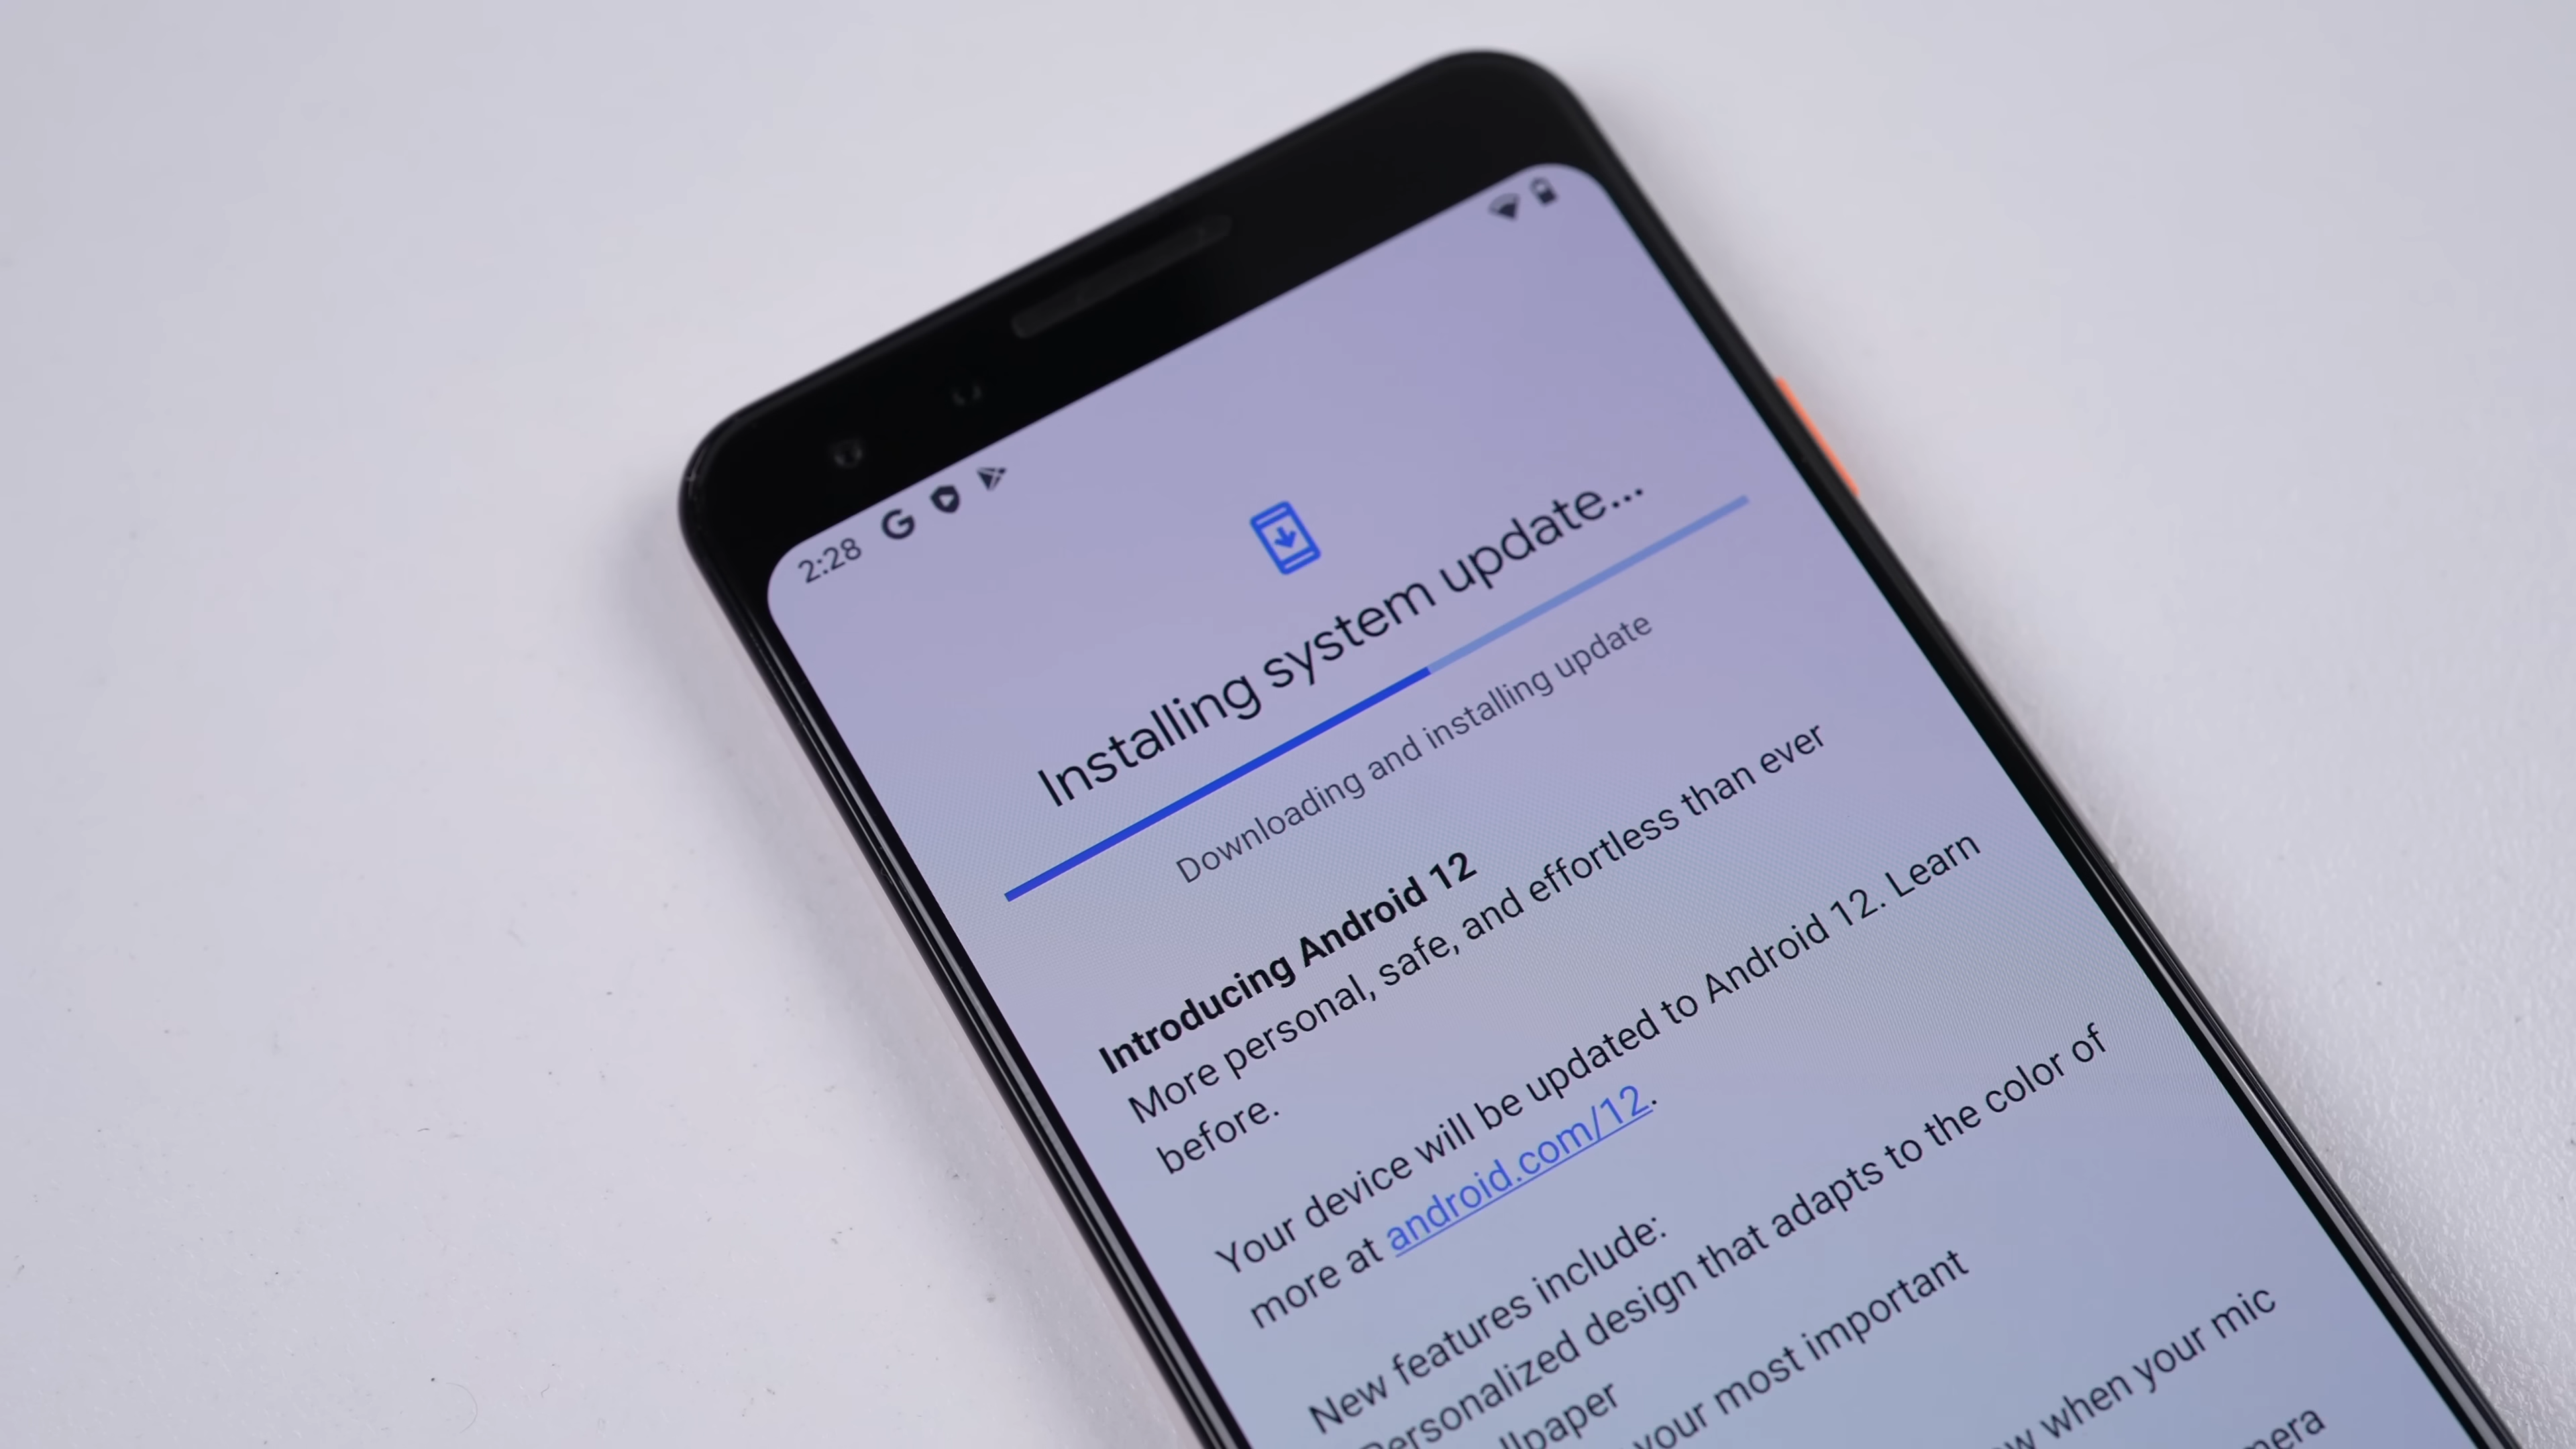 2:28
Installing system update...
Downloading and installing update
Introducing Android 12
More personal, safe, and effortless than ever
before.
Your device will be updated to Android 12. Learn
more at android.com/12.
New features include:
Personalized design that adapts to the color of
your most important
when your mic